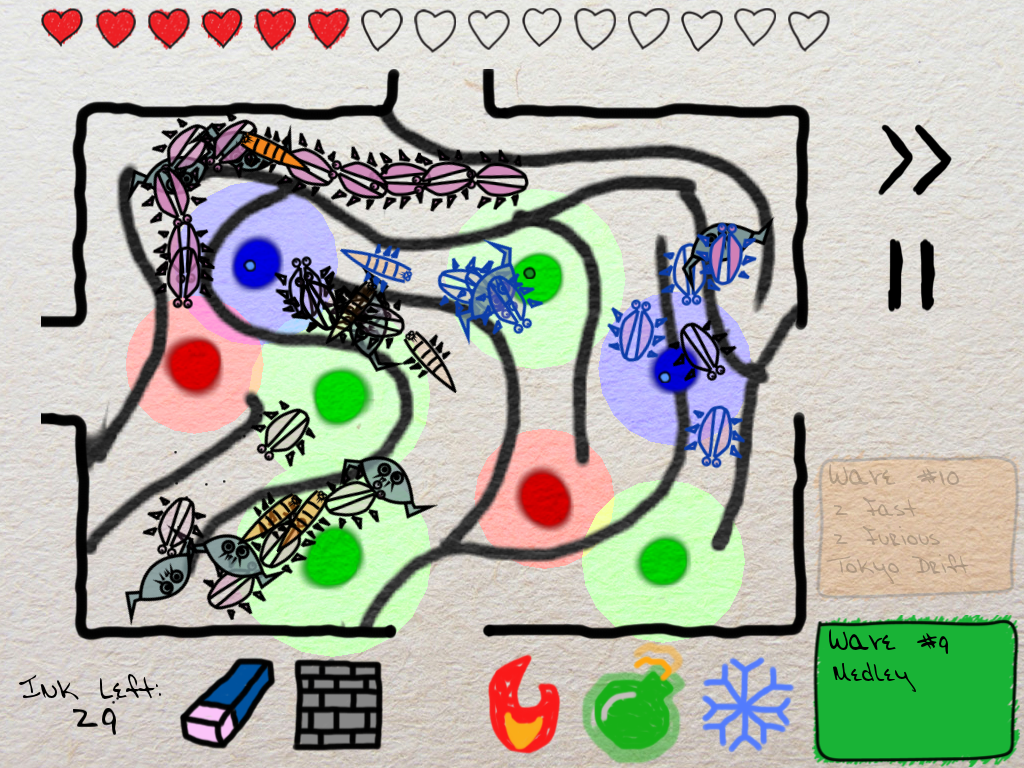 Wave #10
2 Fast
2 Furious
Tokyo Drift
Wave #9
Medley
Ink Left:
29